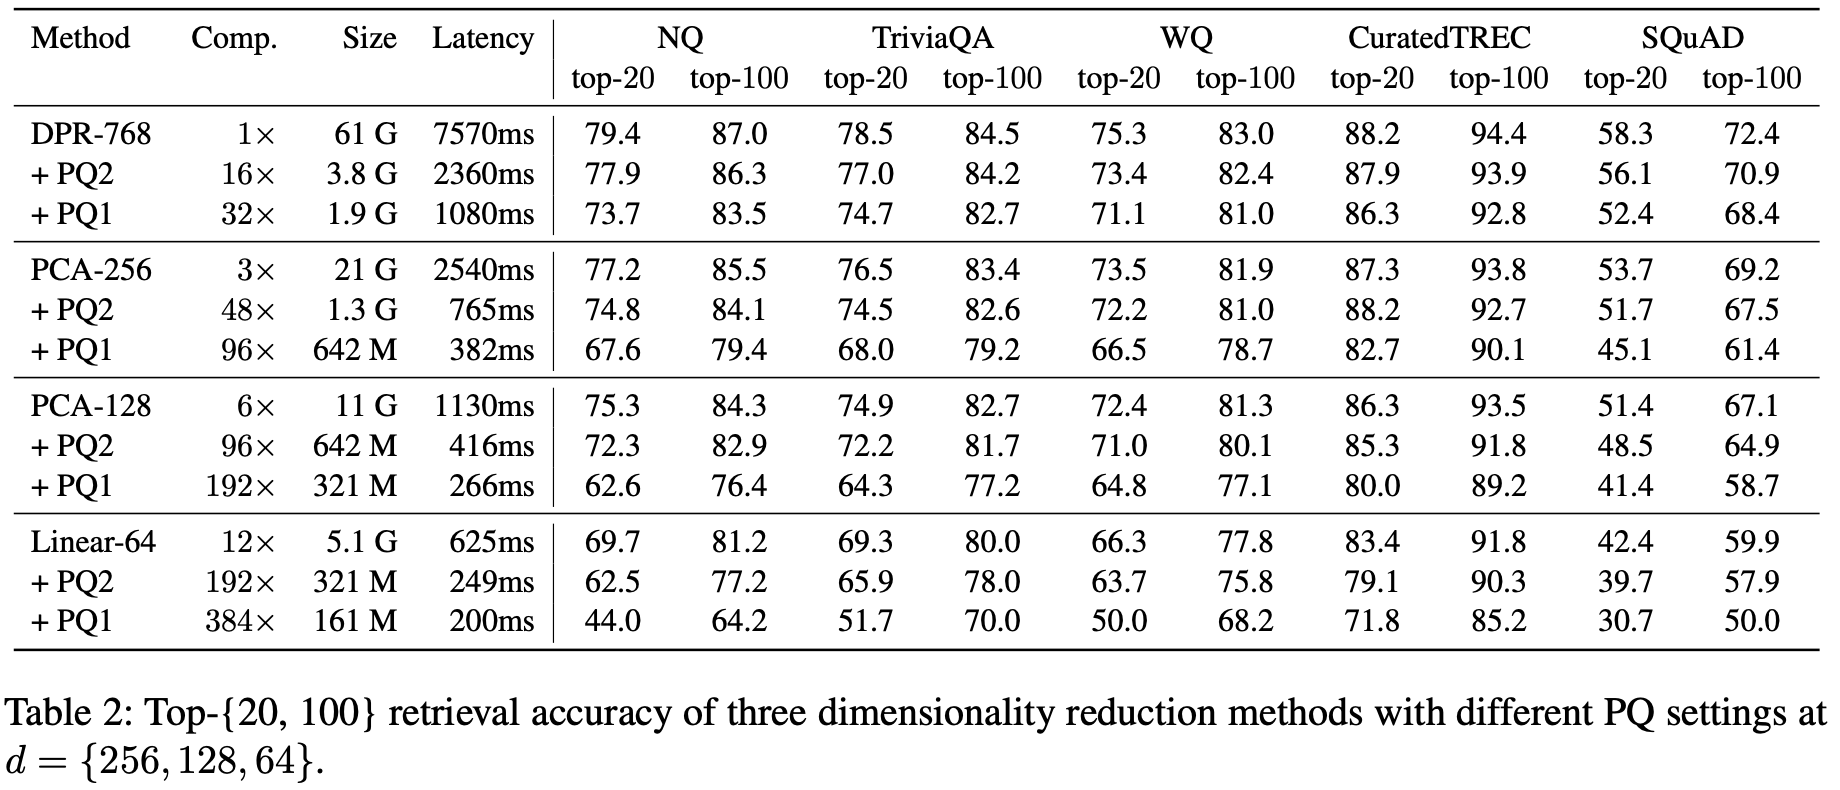 Method Comp. Size Latency NQ TriviaQA WQ CuratedTREC SQuAD
top-20 top-100 top-20 top-100 top-20 top-100 top-20 top-100 top-20 top-100
DPR-768 1× 61 G 7570ms 79.4 87.0 78.5 84.5 75.3 83.0 88.2 94.4 58.3 72.4
+ PQ2 16× 3.8 G 2360ms 77.9 86.3 77.0 84.2 73.4 82.4 87.9 93.9 56.1 70.9
+ PQ1 32× 1.9 G 1080ms 73.7 83.5 74.7 82.7 71.1 81.0 86.3 92.8 52.4 68.4
PCA-256 3× 21 G 2540ms 77.2 85.5 76.5 83.4 73.5 81.9 87.3 93.8 53.7 69.2
+ PQ2 48× 1.3 G 765ms 74.8 84.1 74.5 82.6 72.2 81.0 88.2 92.7 51.7 67.5
+ PQ1 96× 642 M 382ms 67.6 79.4 68.0 79.2 66.5 78.7 82.7 90.1 45.1 61.4
PCA-128 6× 11 G 1130ms 75.3 84.3 74.9 82.7 72.4 81.3 86.3 93.5 51.4 67.1
+ PQ2 96× 642 M 416ms 72.3 82.9 72.2 81.7 71.0 80.1 85.3 91.8 48.5 64.9
+ PQ1 192× 321 M 266ms 62.6 76.4 64.3 77.2 64.8 77.1 80.0 89.2 41.4 58.7
Linear-64 12× 5.1 G 625ms 69.7 81.2 69.3 80.0 66.3 77.8 83.4 91.8 42.4 59.9
+ PQ2 192× 321 M 249ms 62.5 77.2 65.9 78.0 63.7 75.8 79.1 90.3 39.7 57.9
+ PQ1 384× 161 M 200ms 44.0 64.2 51.7 70.0 50.0 68.2 71.8 85.2 30.7 50.0
Table 2: Top-{20, 100} retrieval accuracy of three dimensionality reduction methods with different PQ settings at
d = {256, 128, 64}.